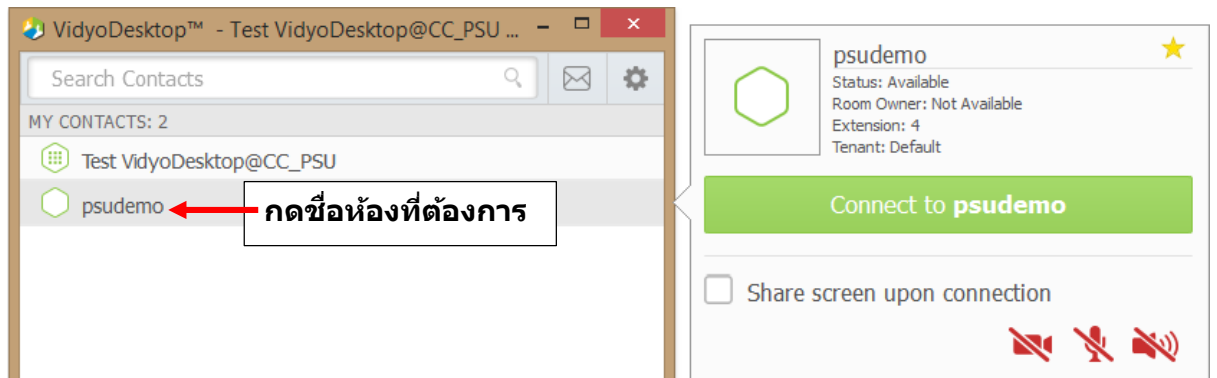 VidyoDesktop™ - Test VidyoDesktop@CC_PSU ...
Search Contacts
MY CONTACTS: 2
Test VidyoDesktop@CC_PSU
psudemo
กดชื่อห้องที่ต้องการ
psudemo
Status: Available
Room Owner: Not Available
Extension: 4
Tenant: Default
Connect to psudemo
Share screen upon connection